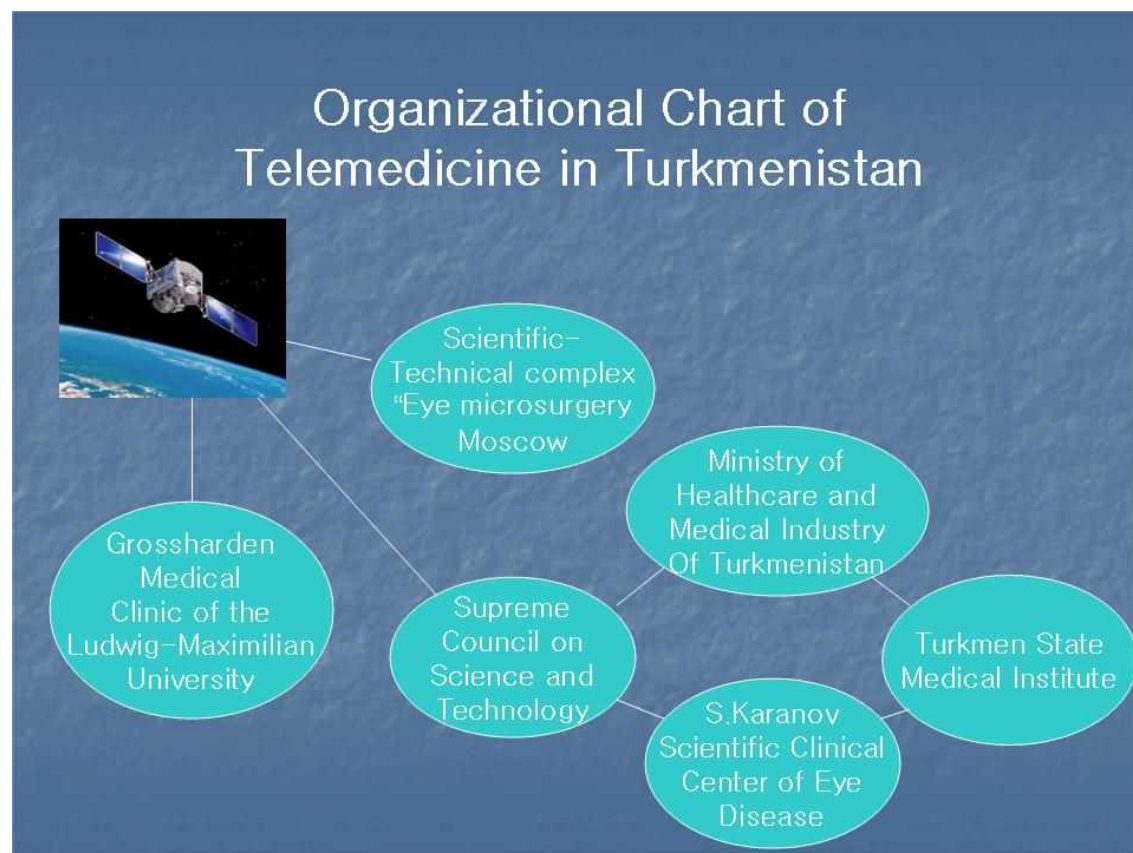 Organizational Chart of
Telemedicine in Turkmenistan
Scientific-
Technical complex
“Eye microsurgery
Moscow
Ministry of
Healthcare and
Medical Industry
Of Turkmenistan
Grossharden
Medical
Clinic of the
Ludwig-Maximilian
University
Supreme
Council on
Science and
Technology
Turkmen State
Medical Institute
S.Karanov
Scientific Clinical
Center of Eye
Disease